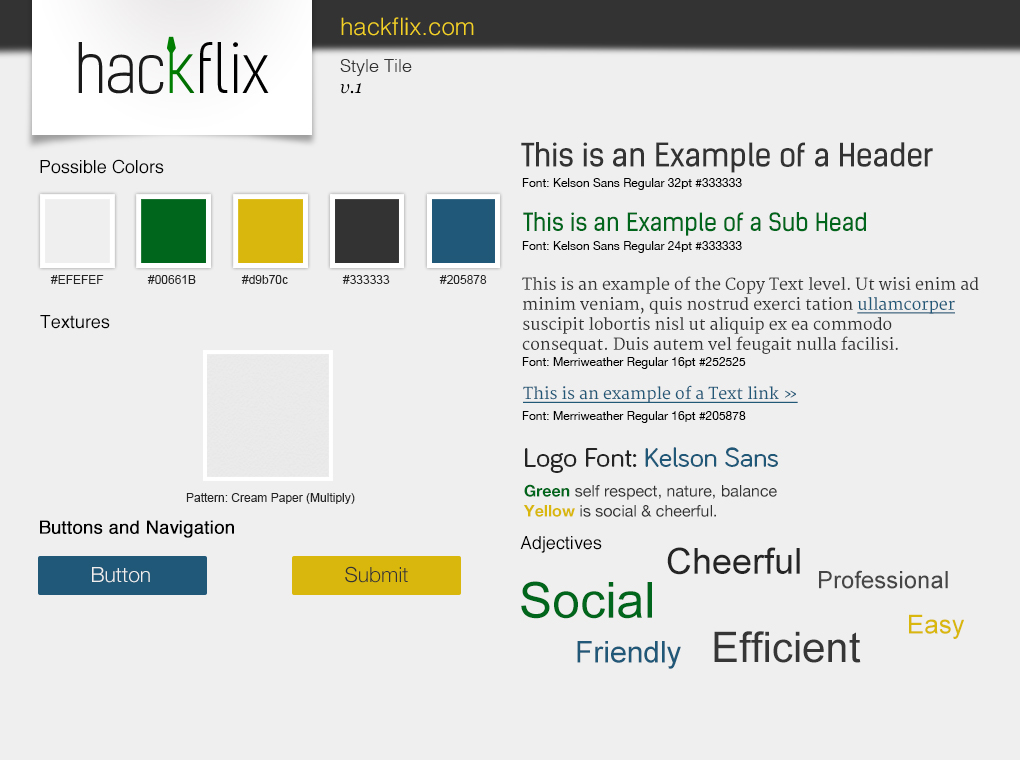 hackflix
hackflix.com
Style Tile
v.1
Possible Colors
#EFEFEF
#00661B
#d9b70c
#333333
#205878
Textures
Pattern: Cream Paper (Multiply)
Buttons and Navigation
Button
Submit
This is an Example of a Header
Font: Kelson Sans Regular 32pt #333333
This is an Example of a Sub Head
Font: Kelson Sans Regular 24pt #333333
This is an example of the Copy Text level. Ut wisi enim ad
minim veniam, quis nostrud exerci tation ullamcorper
suscipit lobortis nisl ut aliquip ex ea commodo
consequat. Duis autem vel feugait nulla facilisi.
Font: Merriweather Regular 16pt #252525
This is an example of a Text link »
Font: Merriweather Regular 16pt #205878
Logo Font: Kelson Sans
Green self respect, nature, balance
Yellow is social & cheerful.
Adjectives
Cheerful
Professional
Social
Easy
Friendly
Efficient